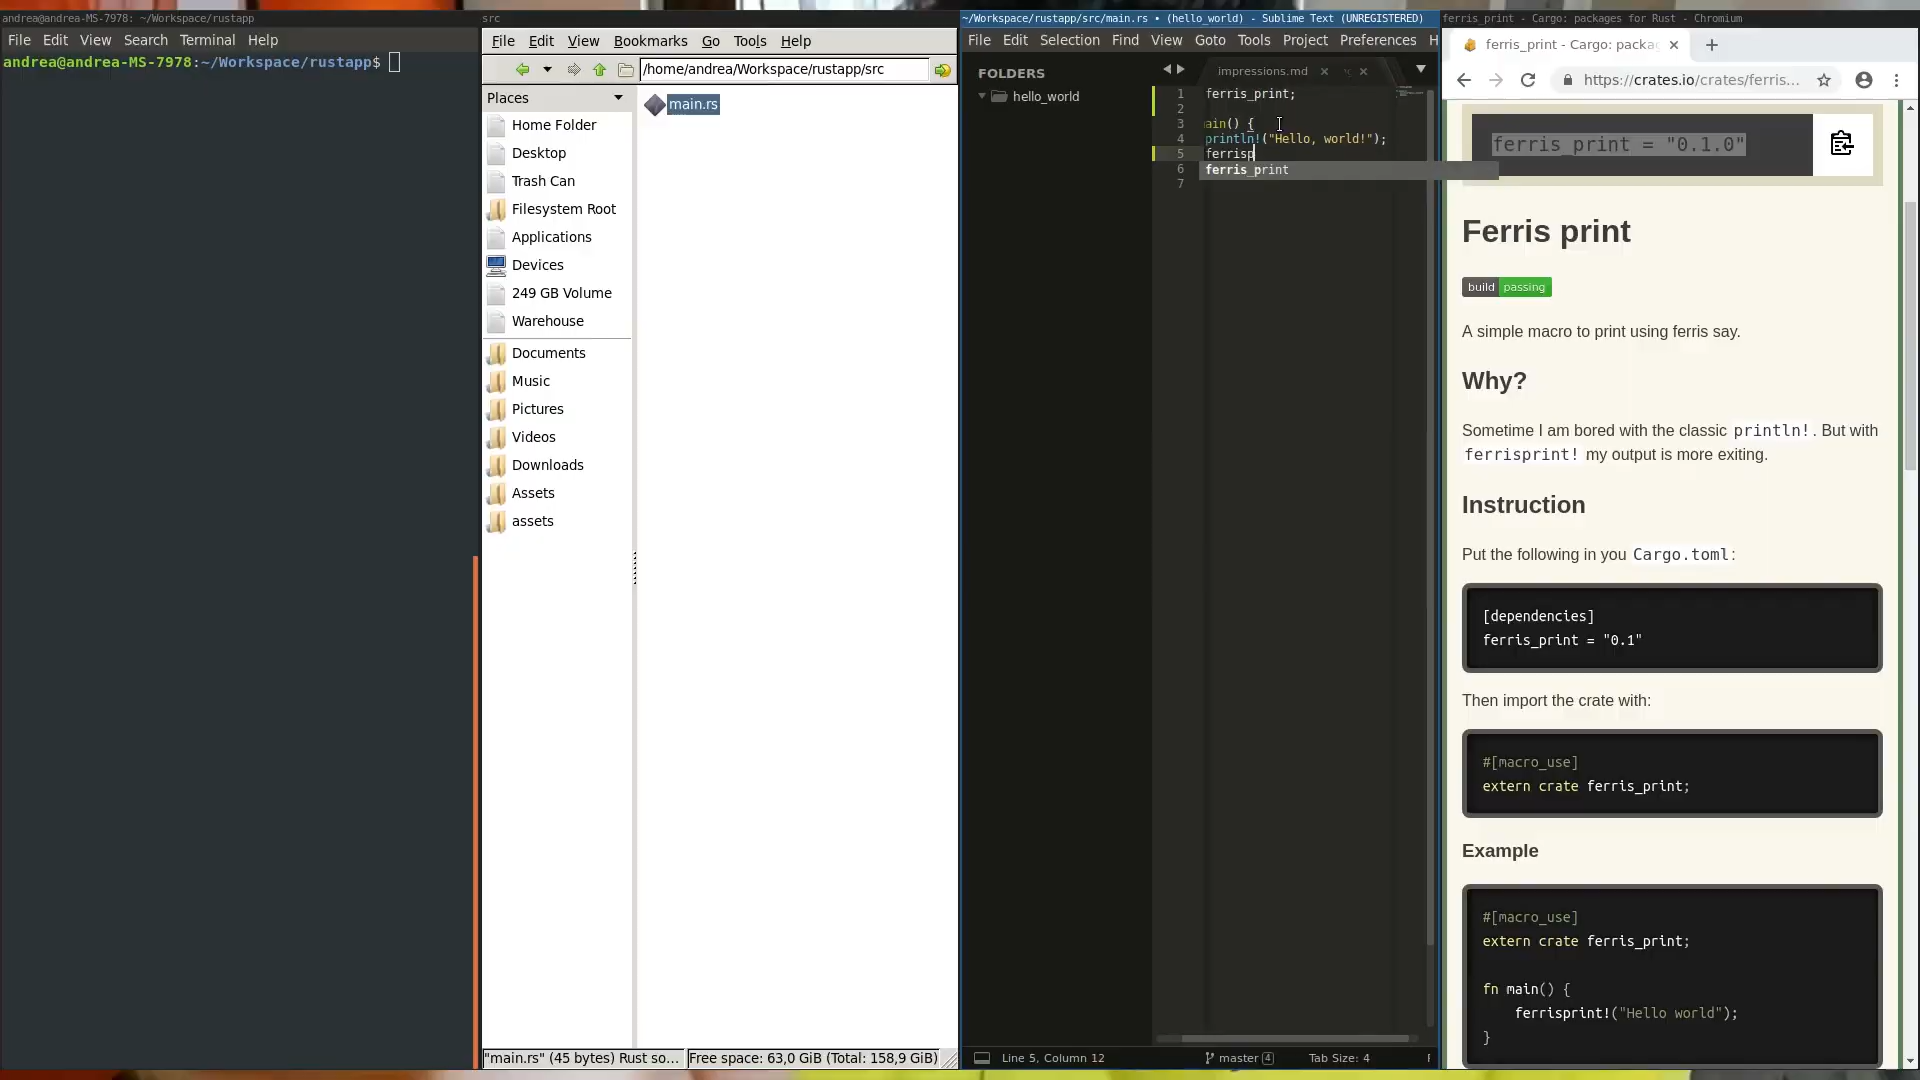 andrea@andrea-MS-7978: ~/Workspace/rustapp
File Edit View Search Terminal Help
andrea@andrea-MS-7978:~/Workspace/rustapp$
src
File Edit View Bookmarks Go Tools Help
/home/andrea/Workspace/rustapp/src
Places
Home Folder
Desktop
Trash Can
Filesystem Root
Applications
Devices
249 GB Volume
Warehouse
Documents
Music
Pictures
Videos
Downloads
Assets
assets
main.rs
"main.rs" (45 bytes) Rust so...
Free space: 63,0 GiB (Total: 158,9 GiB)
~/Workspace/rustapp/src/main.rs • (hello_world) - Sublime Text (UNREGISTERED)
File Edit Selection Find View Goto Tools Project Preferences H
FOLDERS
hello_world
impressions.md
1 ferris_print;
2
3 ain() {
4 println!("Hello, world!");
5 ferrisp
6 ferris_print
7
Line 5, Column 12
master 4
Tab Size: 4
ferris_print - Cargo: packages for Rust - Chromium
ferris_print - Cargo: packa
https://crates.io/crates/ferris...
ferris_print = "0.1.0"
Ferris print
build passing
A simple macro to print using ferris say.
Why?
Sometime I am bored with the classic println!. But with
ferrisprint! my output is more exiting.
Instruction
Put the following in you Cargo.toml:
[dependencies]
ferris_print = "0.1"
Then import the crate with:
#[macro_use]
extern crate ferris_print;
Example
#[macro_use]
extern crate ferris_print;
fn main() {
ferrisprint!("Hello world");
}